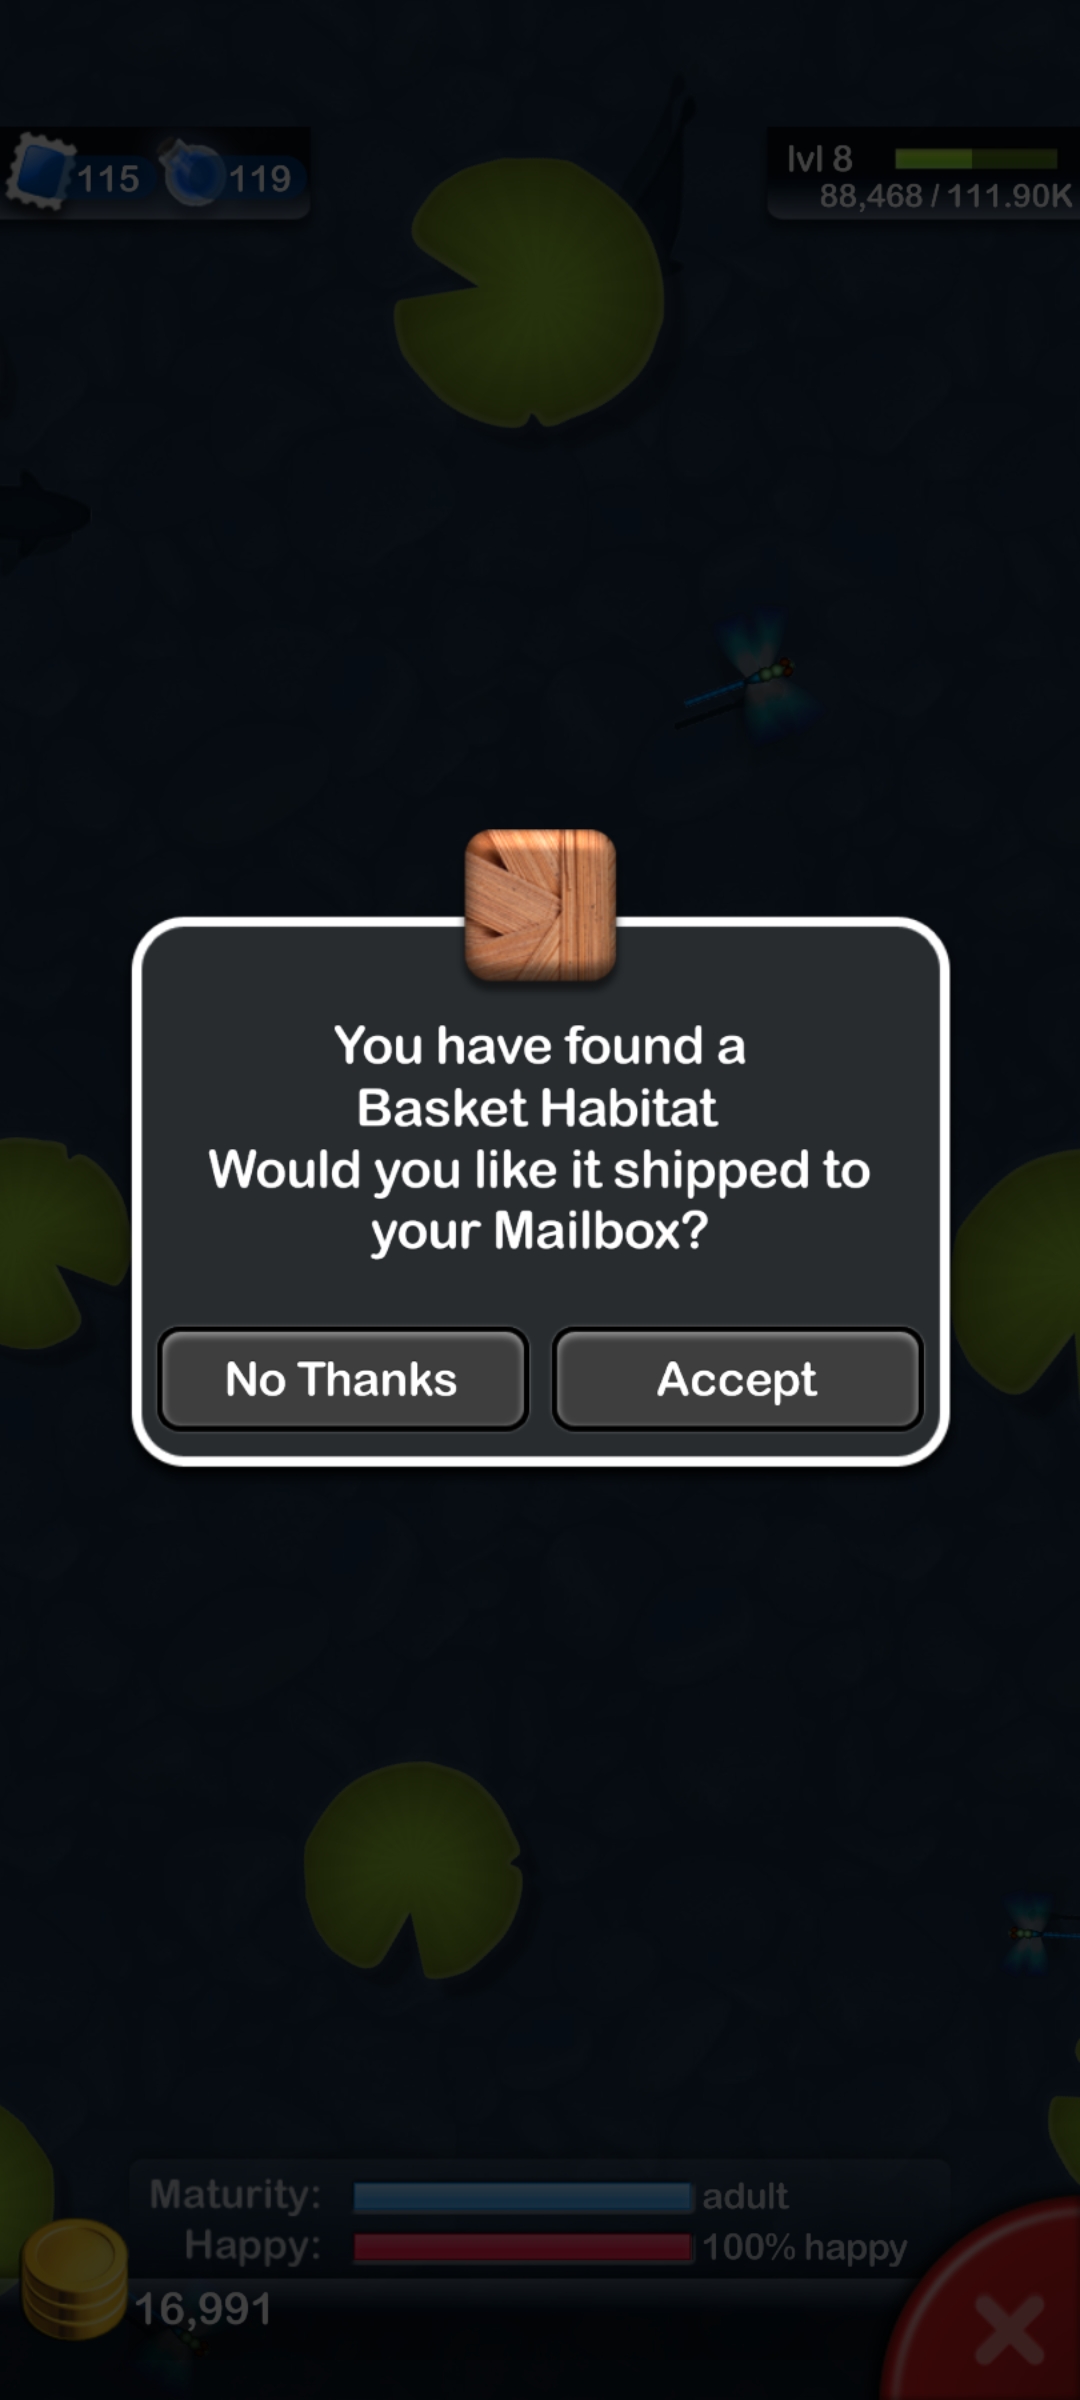 115 119
lvl 8
88,468 / 111.90K
You have found a
Basket Habitat
Would you like it shipped to
your Mailbox?
No Thanks Accept
Maturity: adult
Happy: 100% happy
16,991